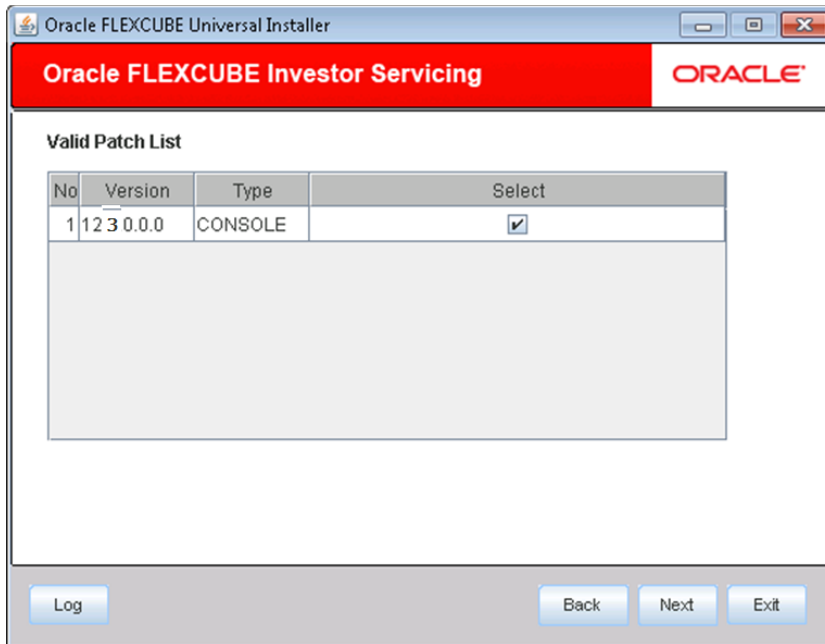 Oracle FLEXCUBE Universal Installer
Oracle FLEXCUBE Investor Servicing ORACLE
Valid Patch List
No Version Type Select
1 12 3 0.0.0 CONSOLE
Log Back Next Exit